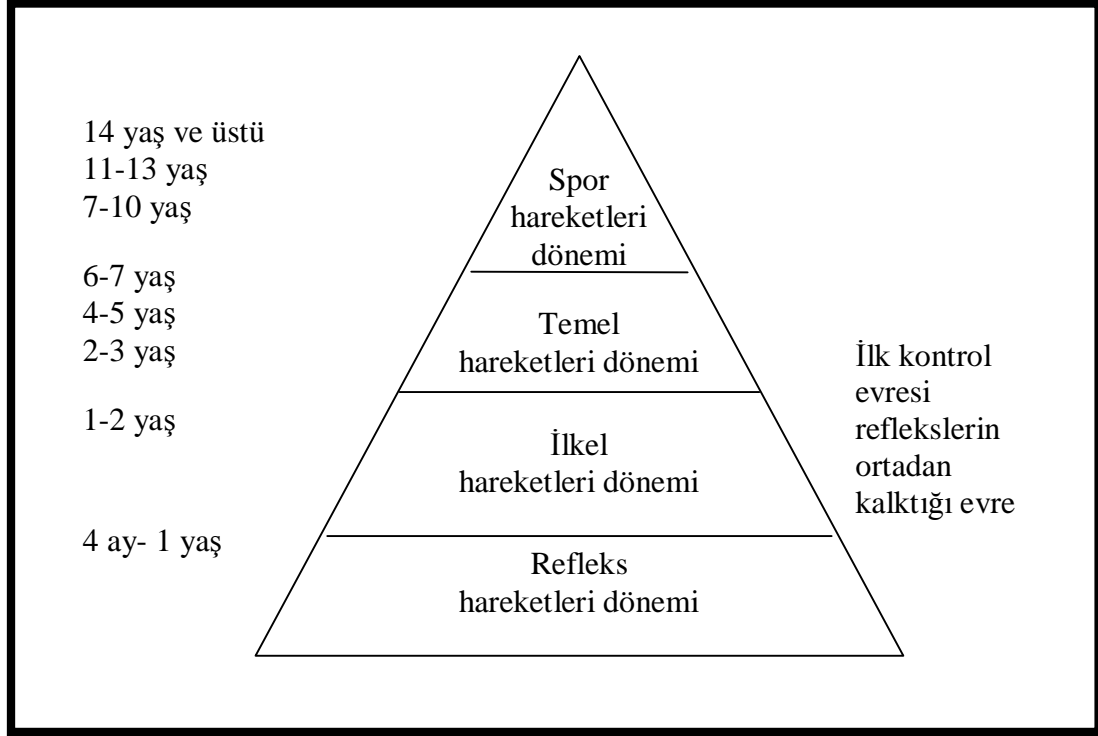 14 yaş ve üstü
11-13 yaş
7-10 yaş
6-7 yaş
4-5 yaş
2-3 yaş
1-2 yaş
4 ay- 1 yaş
Spor
hareketleri
dönemi
Temel
hareketleri dönemi
İlkel
hareketleri dönemi
Refleks
hareketleri dönemi
İlk kontrol
evresi
reflekslerin
ortadan
kalktığı evre